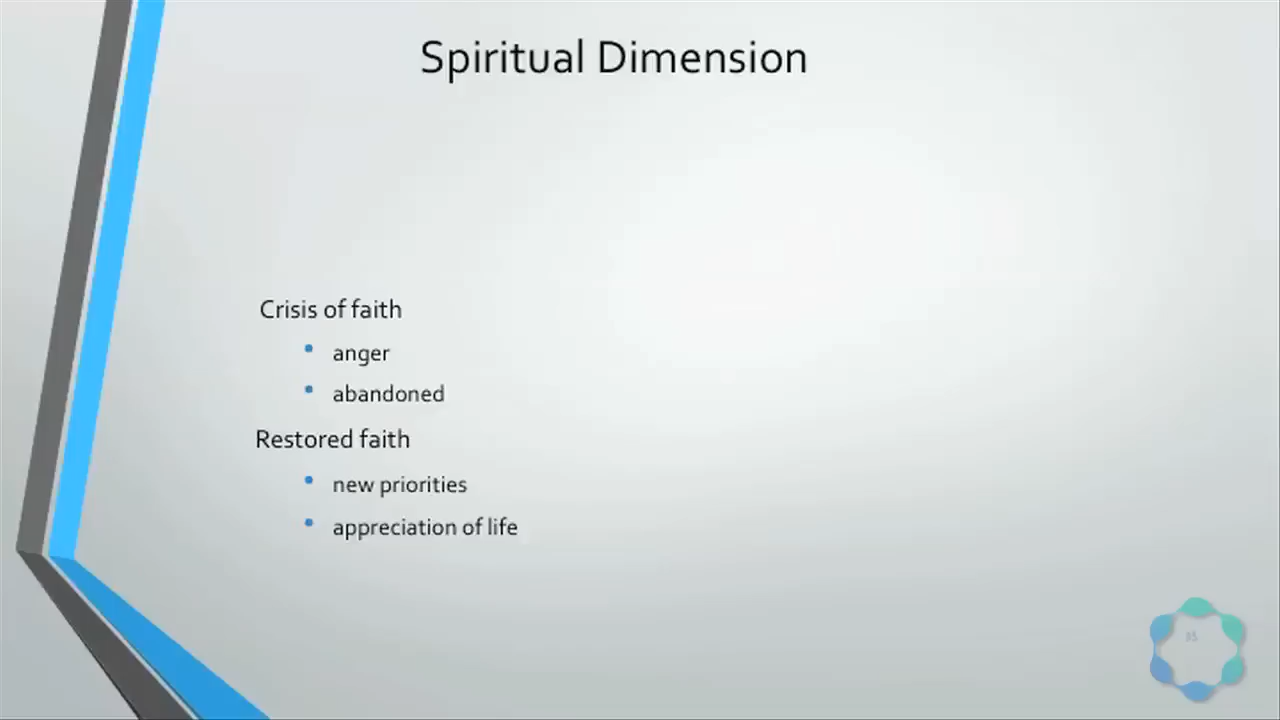 Spiritual Dimension
Crisis of faith
anger
abandoned
Restored faith
new priorities
appreciation of life